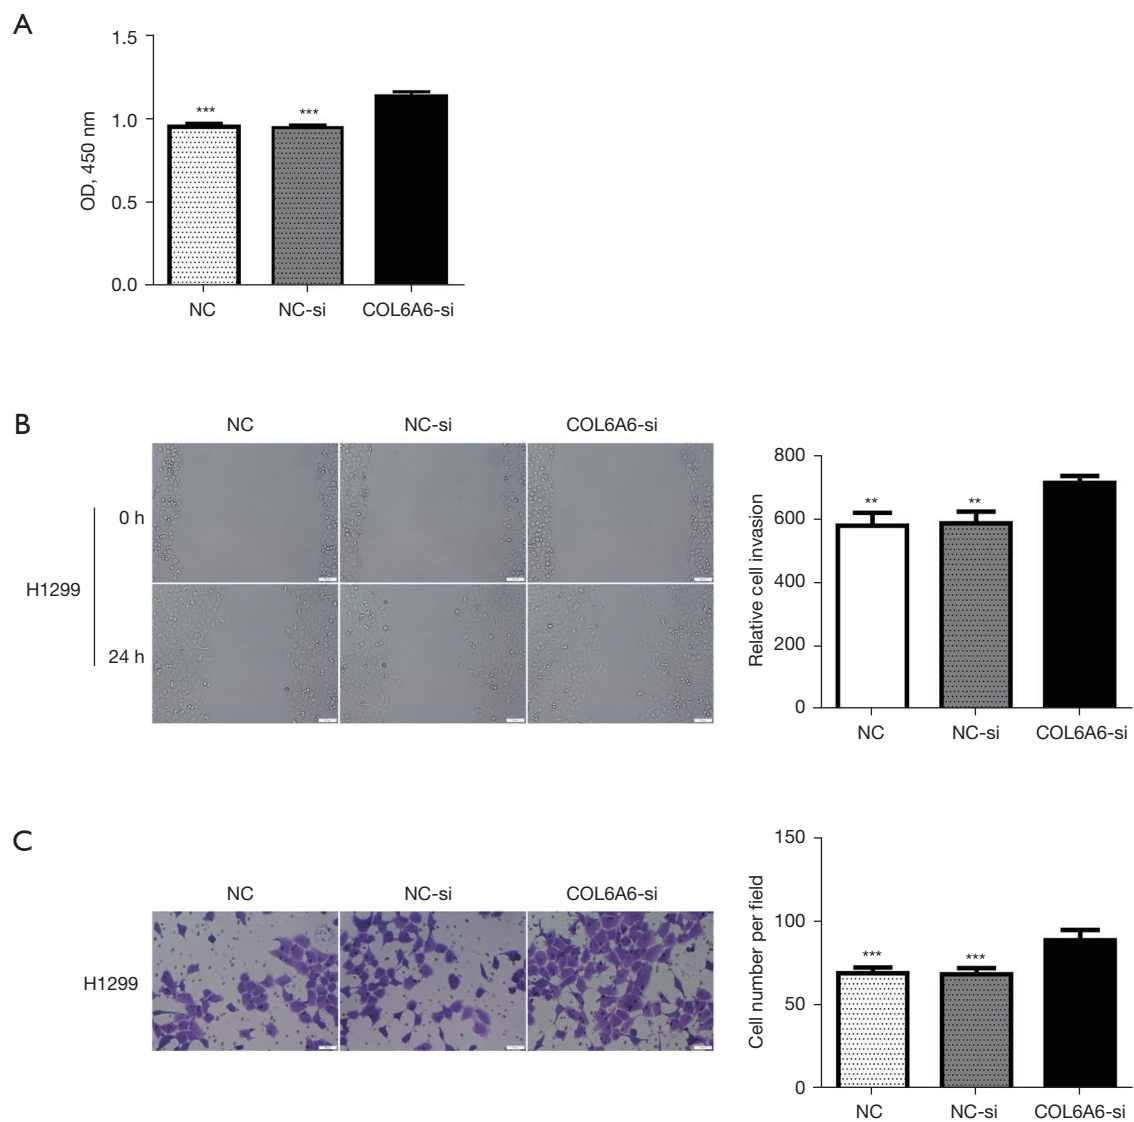 A
1.5
1.0
0.5
0.0
OD, 450 nm
***
***
NC
NC-si
COL6A6-si
B
NC
NC-si
COL6A6-si
H1299
0 h
24 h
800
600
400
200
0
Relative cell invasion
**
**
NC
NC-si
COL6A6-si
C
NC
NC-si
COL6A6-si
H1299
150
100
50
0
Cell number per field
***
***
NC
NC-si
COL6A6-si